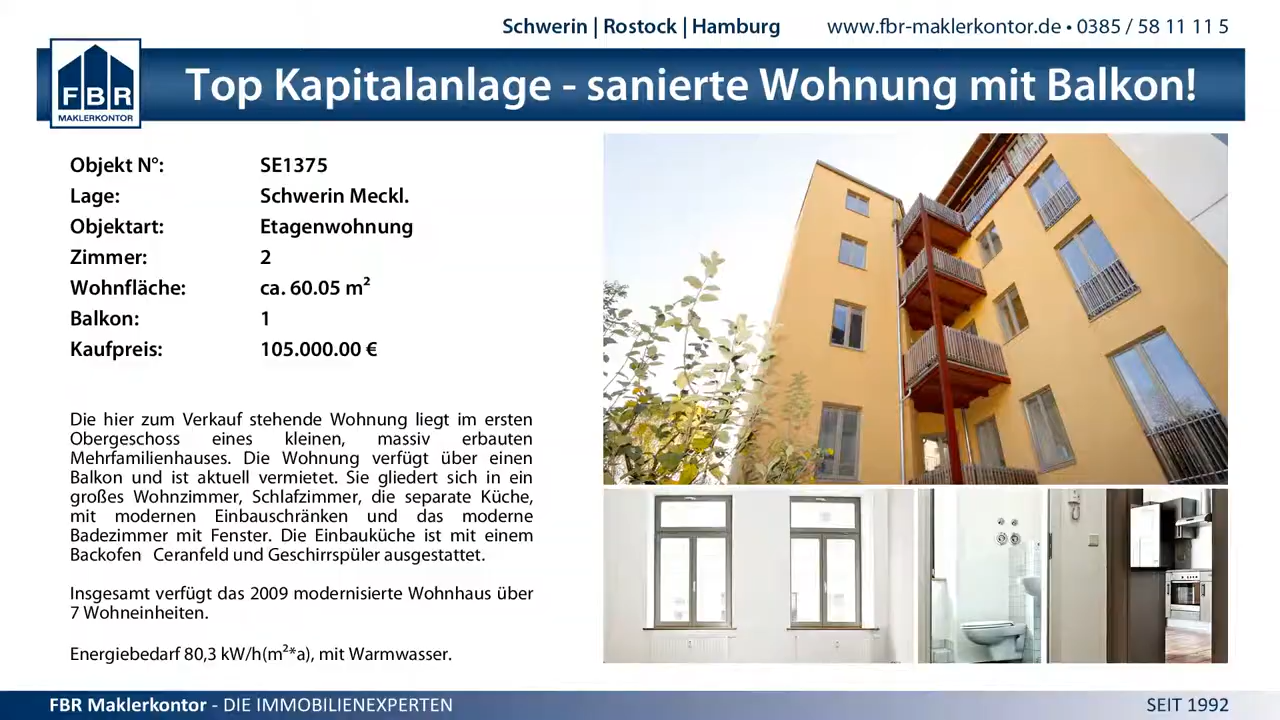 Schwerin | Rostock | Hamburg www.fbr-maklerkontor.de • 0385 / 58 11 11 5
FBR
MAKLERKONTOR
Top Kapitalanlage - sanierte Wohnung mit Balkon!
Objekt N°: SE1375
Lage: Schwerin Meckl.
Objektart: Etagenwohnung
Zimmer: 2
Wohnfläche: ca. 60.05 m²
Balkon: 1
Kaufpreis: 105.000.00 €
Die hier zum Verkauf stehende Wohnung liegt im ersten
Obergeschoss eines kleinen, massiv erbauten
Mehrfamilienhauses. Die Wohnung verfügt über einen
Balkon und ist aktuell vermietet. Sie gliedert sich in ein
großes Wohnzimmer, Schlafzimmer, die separate Küche,
mit modernen Einbauschränken und das moderne
Badezimmer mit Fenster. Die Einbauküche ist mit einem
Backofen Ceranfeld und Geschirrspüler ausgestattet.
Insgesamt verfügt das 2009 modernisierte Wohnhaus über
7 Wohneinheiten.
Energiebedarf 80,3 kW/h(m²*a), mit Warmwasser.
FBR Maklerkontor - DIE IMMOBILIENEXPERTEN SEIT 1992